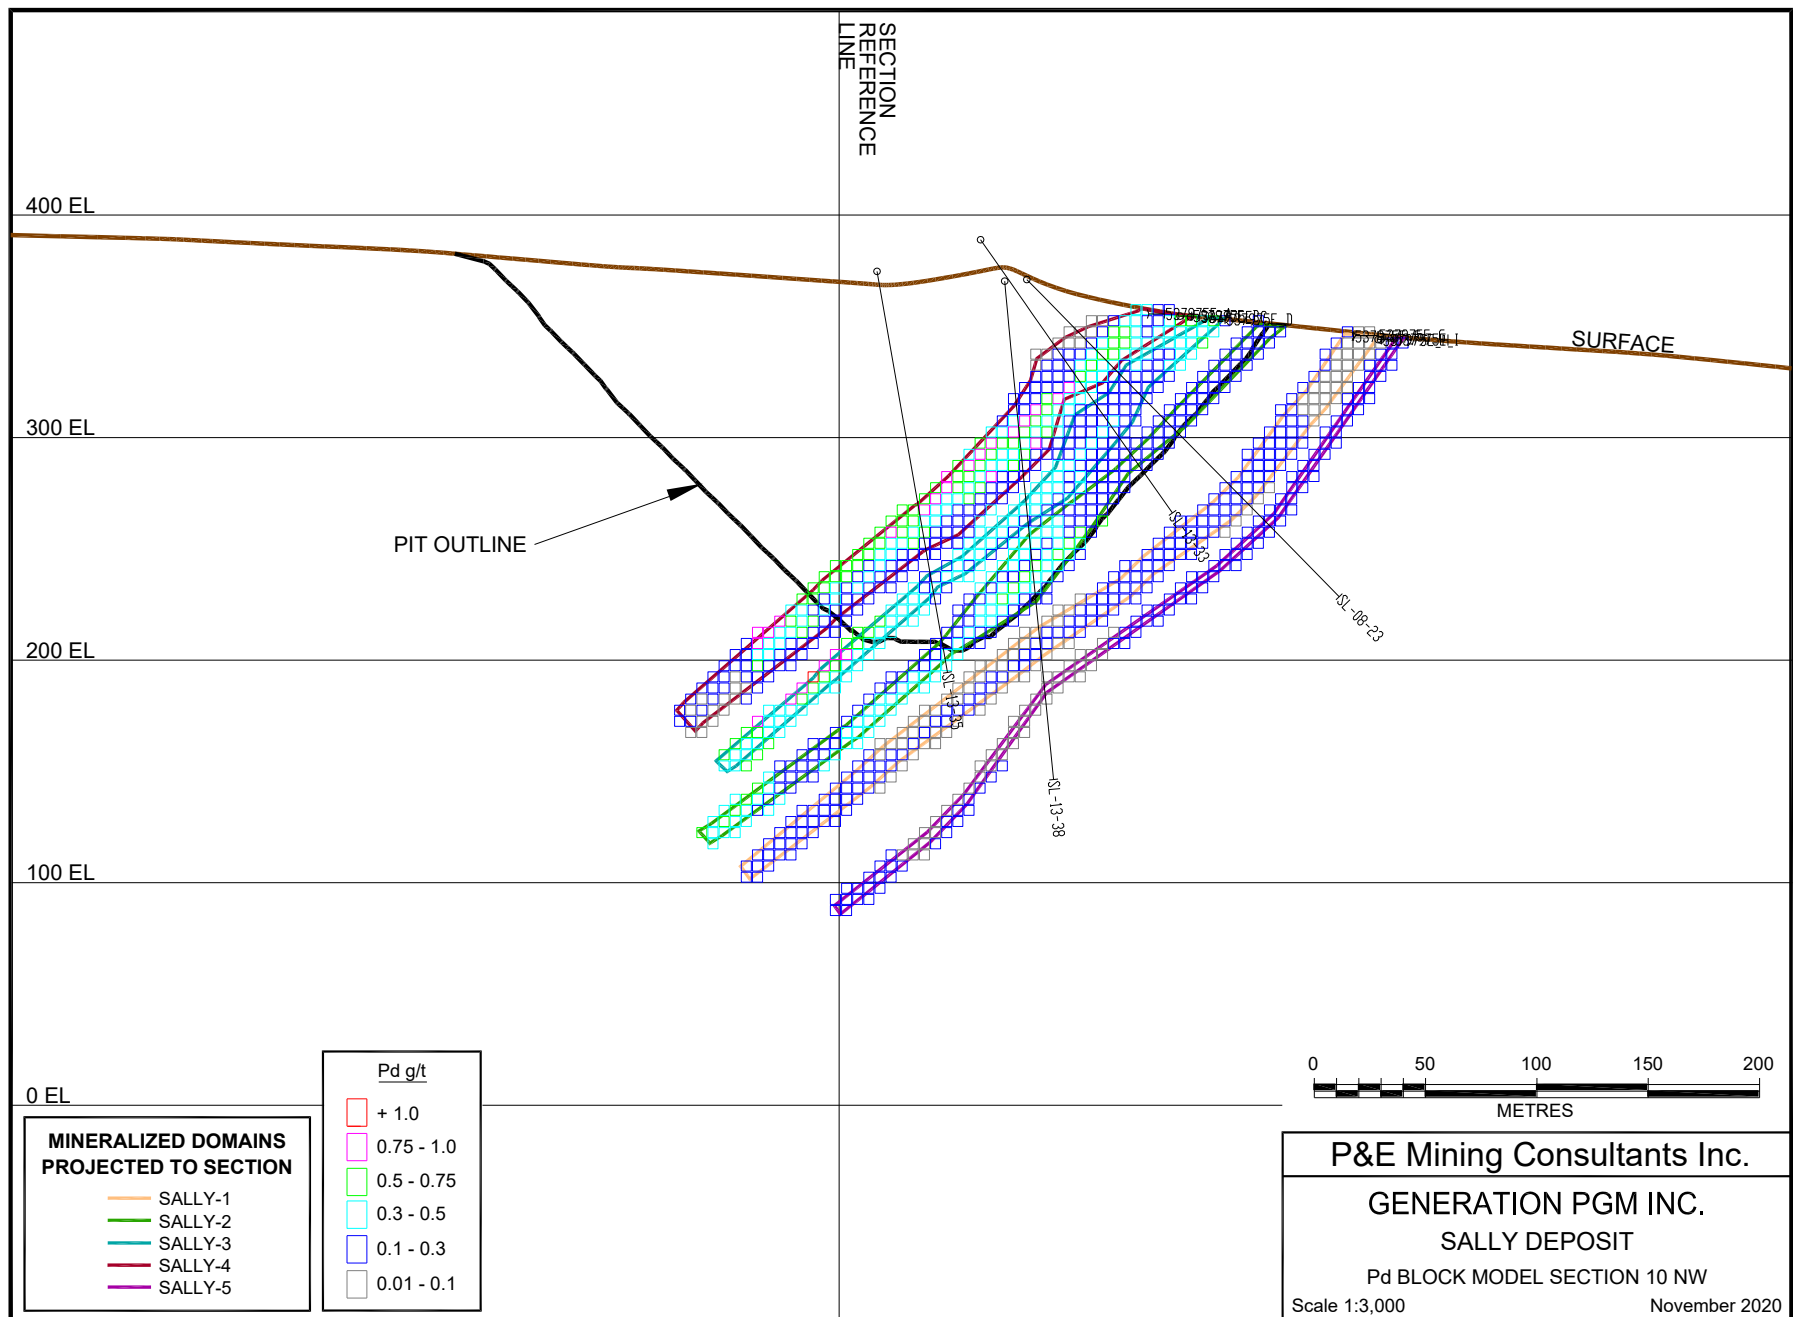 SECTION
REFERENCE
LINE
400 EL
SURFACE
300 EL
PIT OUTLINE
SL-13-33
SL-08-23
200 EL
SL-13-35
SL-13-38
100 EL
0 EL
MINERALIZED DOMAINS
PROJECTED TO SECTION
SALLY-1
SALLY-2
SALLY-3
SALLY-4
SALLY-5
Pd g/t
+ 1.0
0.75 - 1.0
0.5 - 0.75
0.3 - 0.5
0.1 - 0.3
0.01 - 0.1
0 50 100 150 200
METRES
P&E Mining Consultants Inc.
GENERATION PGM INC.
SALLY DEPOSIT
Pd BLOCK MODEL SECTION 10 NW
Scale 1:3,000 November 2020